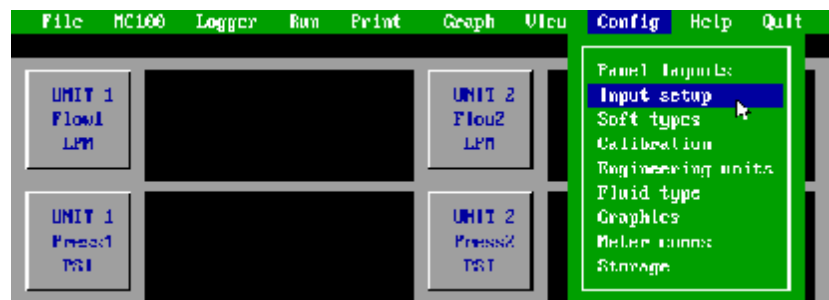 File MC100 Logger Run Print Graph View Config Help Quit
UNIT 1
Flow1
LPM
UNIT 2
Flow2
LPM
UNIT 1
Press1
PSI
UNIT 2
Press2
PSI
Panel layouts
Input setup
Soft types
Calibration
Engineering units
Fluid type
Graphics
Meter comms
Storage